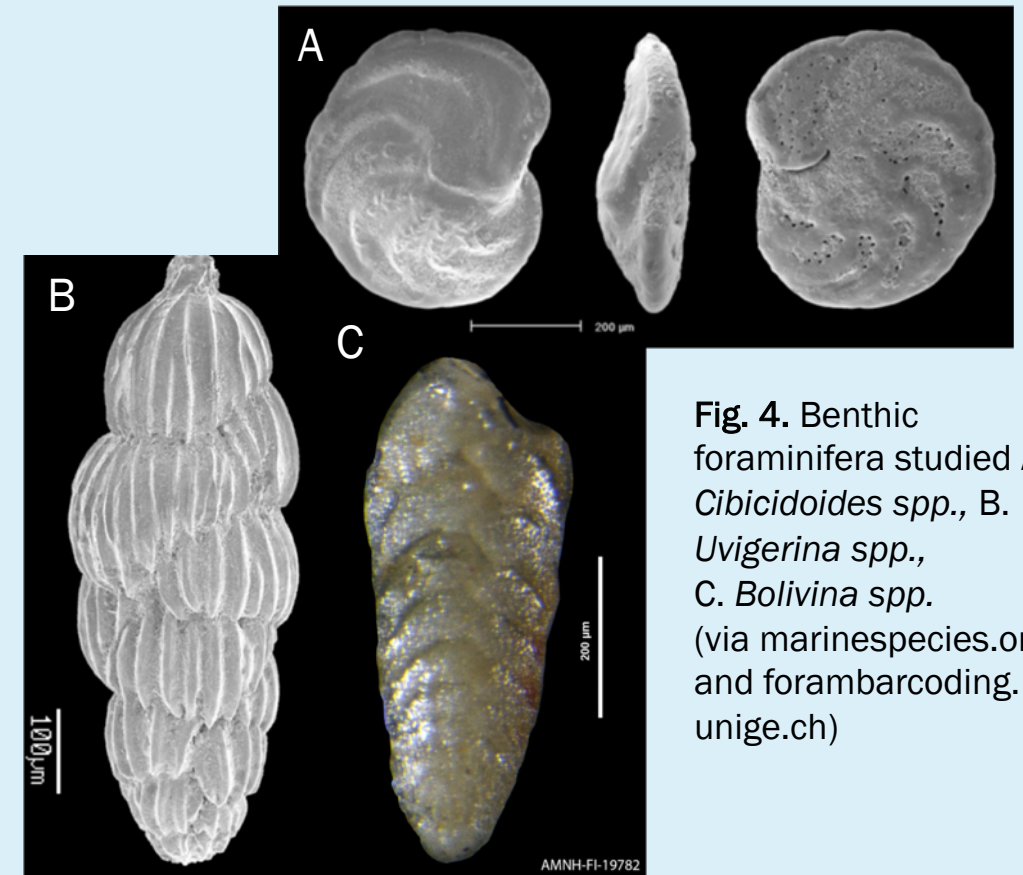 A
200 µm
B
C
100µm
200 µm
AMNH-FI-19782
Fig. 4. Benthic
foraminifera studied
Cibicidoides spp., B.
Uvigerina spp.,
C. Bolivina spp.
(via marinespecies.or
and forambarcoding.
unige.ch)